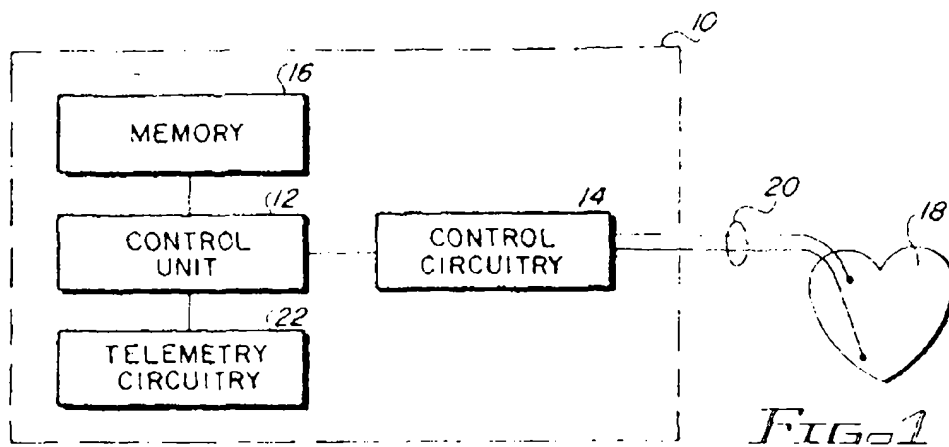 10
16
MEMORY
12
CONTROL
UNIT
14
CONTROL
CIRCUITRY
20
18
22
TELEMETRY
CIRCUITRY
FIG-1